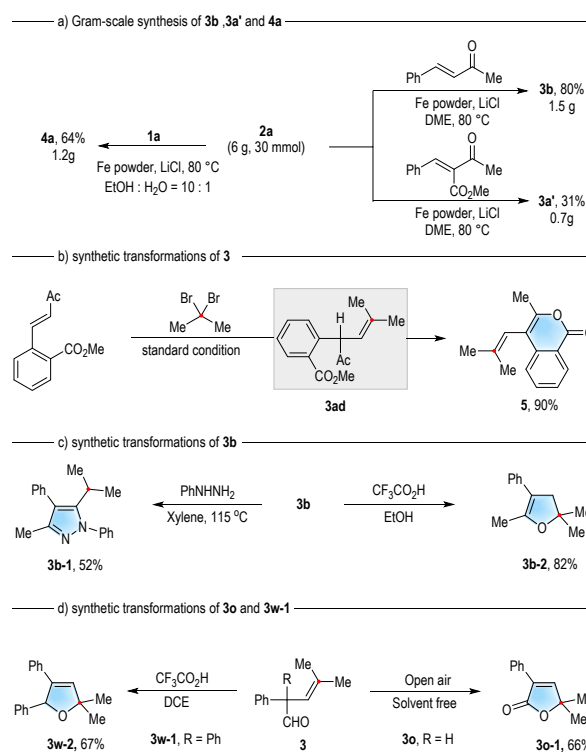 a) Gram-scale synthesis of 3b ,3a' and 4a
O
Ph
Me
4a, 64%
1.2g
1a
Fe powder, LiCl, 80 °C
EtOH : H2O = 10 : 1
2a
(6 g, 30 mmol)
Fe powder, LiCl
DME, 80 °C
3b, 80%
1.5 g
O
Ph
Me
CO2Me
Fe powder, LiCl
DME, 80 °C
3a', 31%
0.7g
b) synthetic transformations of 3
Ac
CO2Me
Br Br
Me Me
standard condition
H
Me
Me
Ac
CO2Me
3ad
Me
O
O
Me
Me
5, 90%
c) synthetic transformations of 3b
Me
Ph
Me
Me
N
N
Ph
3b-1, 52%
PhNHNH2
Xylene, 115 °C
3b
CF3CO2H
EtOH
Ph
Me
O
Me
Me
3b-2, 82%
d) synthetic transformations of 3o and 3w-1
Ph
Ph
O
Me
Me
3w-2, 67%
CF3CO2H
DCE
3w-1, R = Ph
Me
R
Me
Ph
CHO
3
Open air
Solvent free
3o, R = H
Ph
O
O
Me
3o-1, 66%